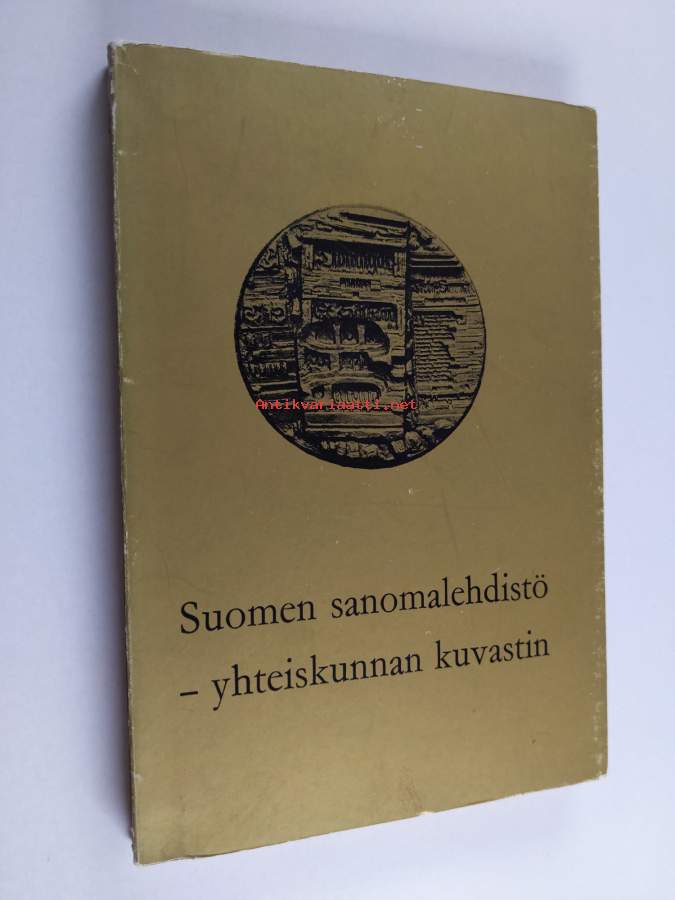 Antikvariaatti.net
Suomen sanomalehdistö
– yhteiskunnan kuvastin